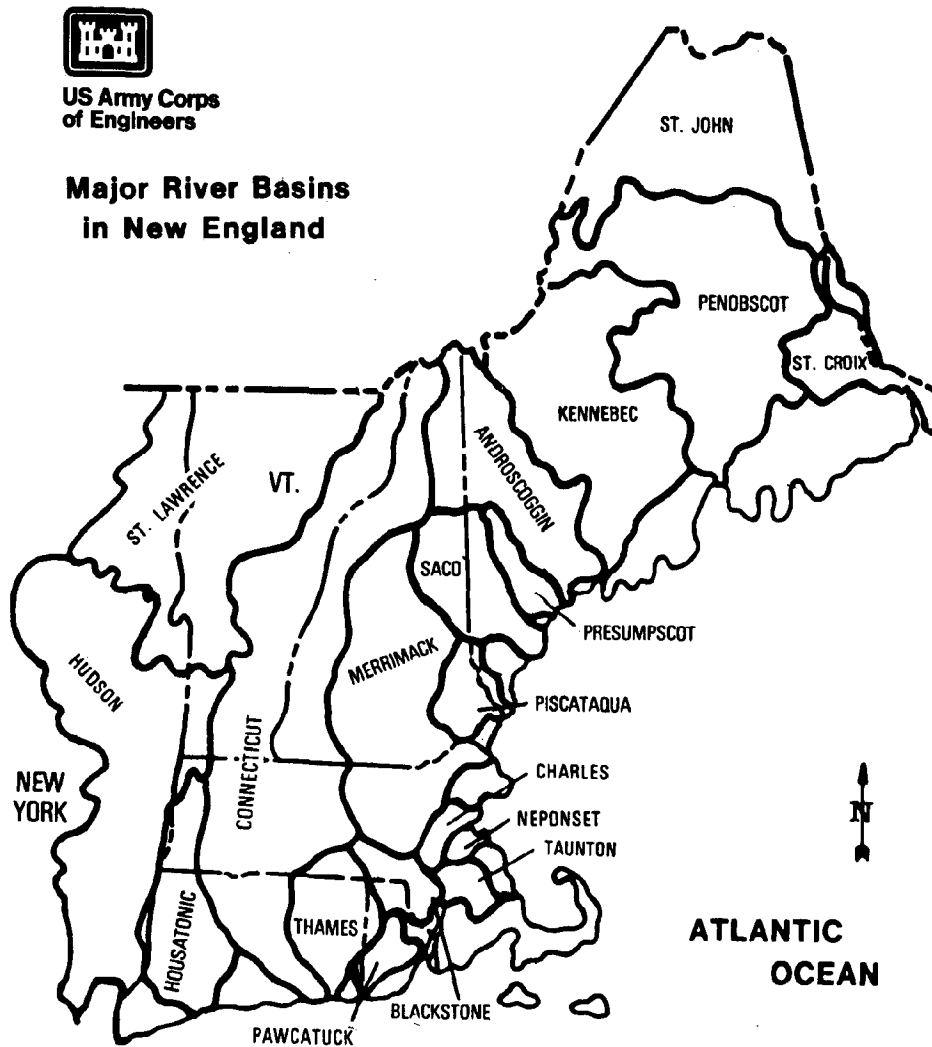 US Army Corps
of Engineers
Major River Basins
in New England
ST. JOHN
PENOBSCOT
ST. CROIX
KENNEBEC
ANDROSCOGGIN
VT.
ST. LAWRENCE
SACO
PRESUMPSCOT
MERRIMACK
HUDSON
PISCATAQUA
CONNECTICUT
NEW
YORK
CHARLES
NEPONSET
TAUNTON
N
THAMES
HOUSATONIC
ATLANTIC
OCEAN
BLACKSTONE
PAWCATUCK